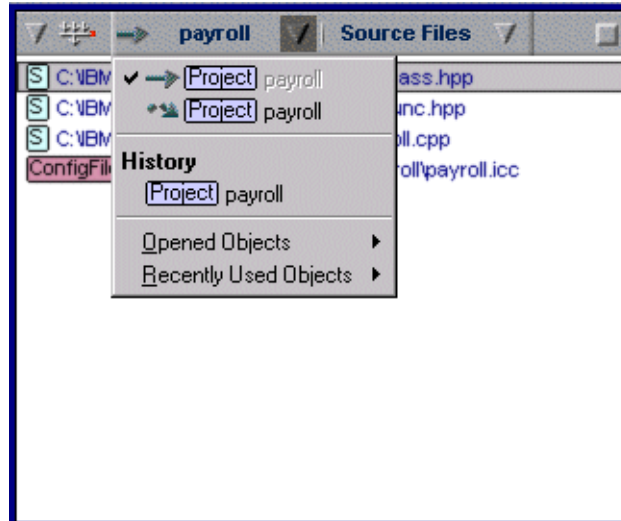 payroll Source Files
S C:\IBM ass.hpp
S C:\IBM unc.hpp
S C:\IBM oll.cpp
ConfigFil roll\payroll.icc
Project payroll
Project payroll
History
Project payroll
Opened Objects
Recently Used Objects